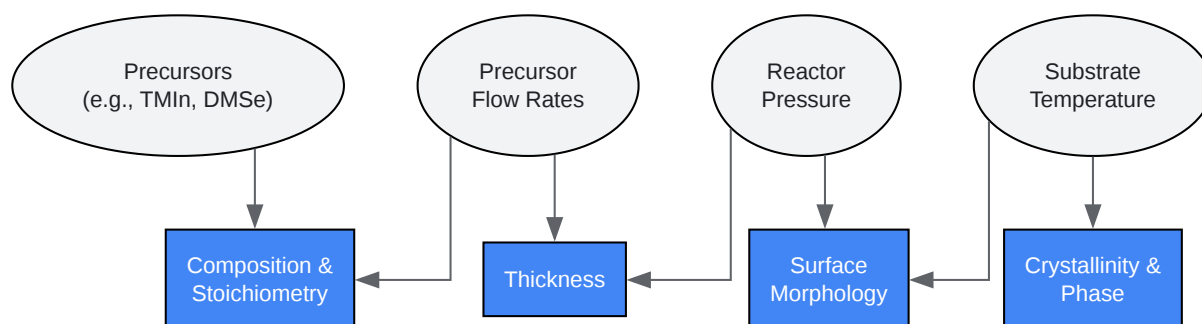 Precursors
(e.g., TMIn, DMSe)
Precursor
Flow Rates
Reactor
Pressure
Substrate
Temperature
Composition &
Stoichiometry
Thickness
Surface
Morphology
Crystallinity &
Phase